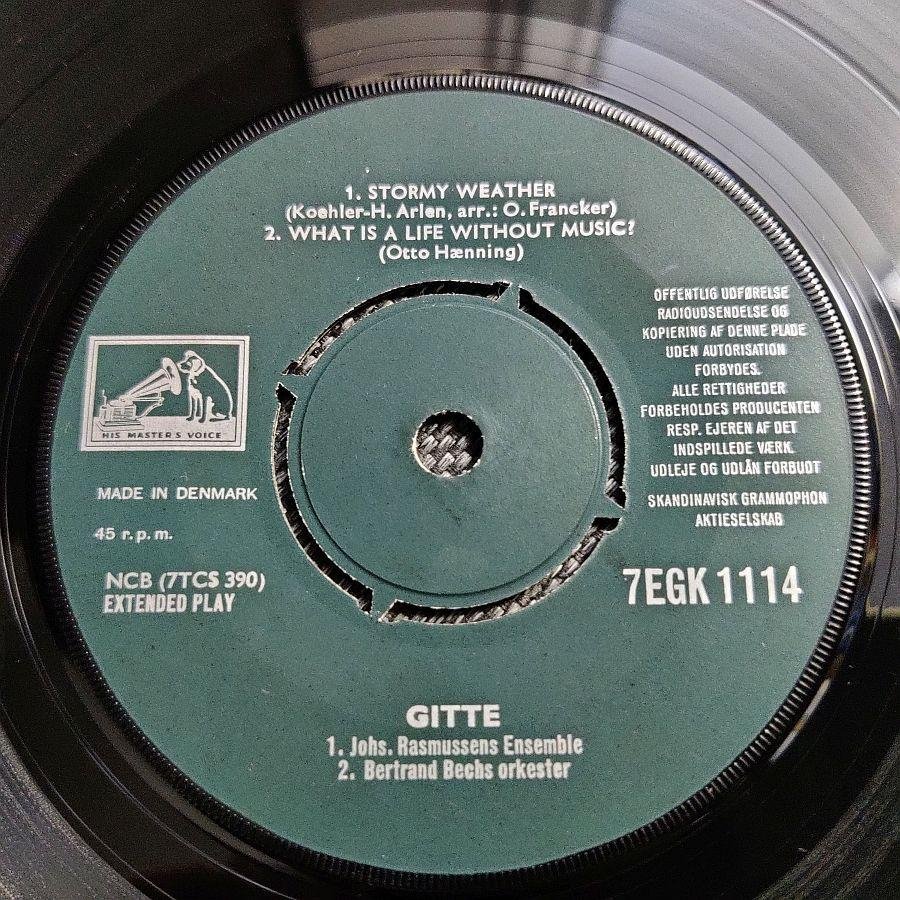 1. STORMY WEATHER
(Koehler-H. Arlen, arr.: O. Francker)
2. WHAT IS A LIFE WITHOUT MUSIC?
(Otto Hænning)
OFFENTLIG UDFØRELSE
RADIOUDSENDELSE OG
KOPIERING AF DENNE PLADE
UDEN AUTORISATION
FORBYDES.
ALLE RETTIGHEDER
FORBEHOLDES PRODUCENTEN
RESP. EJEREN AF DET
INDSPILLEDE VÆRK.
UDLEJE OG UDLÅN FORBUDT
SKANDINAVISK GRAMMOPHON
AKTIESELSKAB
HIS MASTER'S VOICE
MADE IN DENMARK
45 r.p.m.
NCB (7TCS 390)
EXTENDED PLAY
7EGK 1114
GITTE
1. Johs. Rasmussens Ensemble
2. Bertrand Bechs orkester